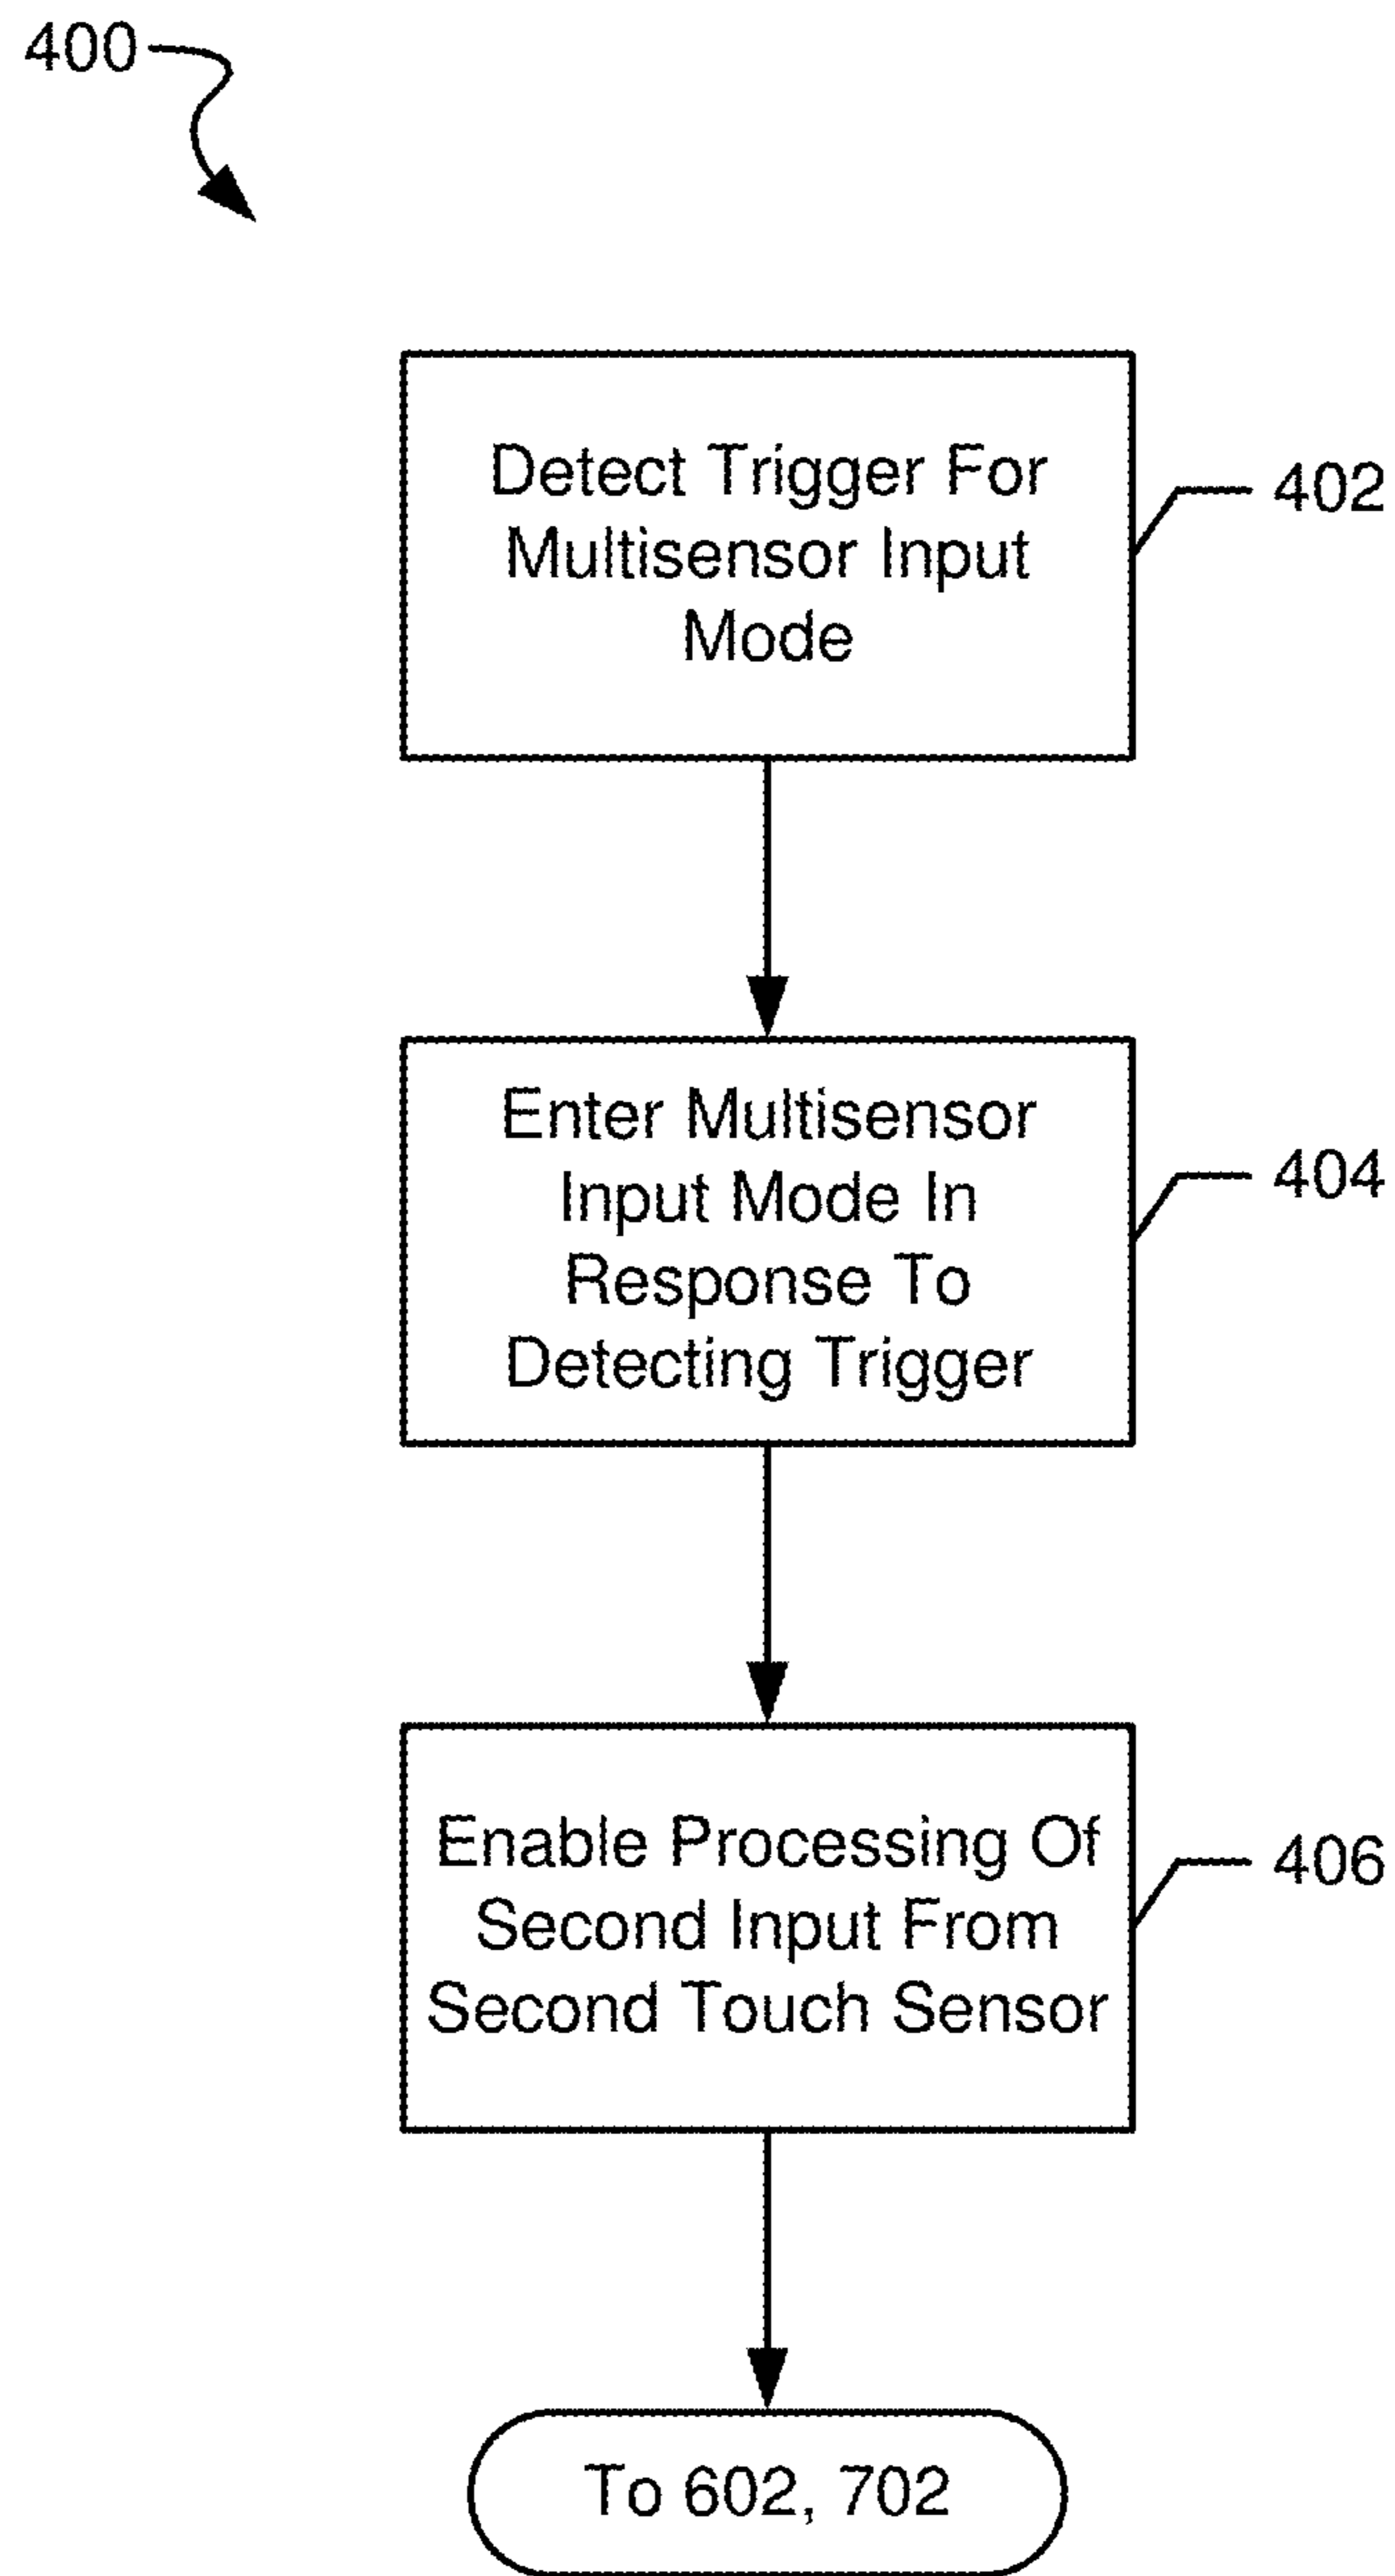 400
Detect Trigger For
Multisensor Input
Mode
402
Enter Multisensor
Input Mode In
Response To
Detecting Trigger
404
Enable Processing Of
Second Input From
Second Touch Sensor
406
To 602, 702